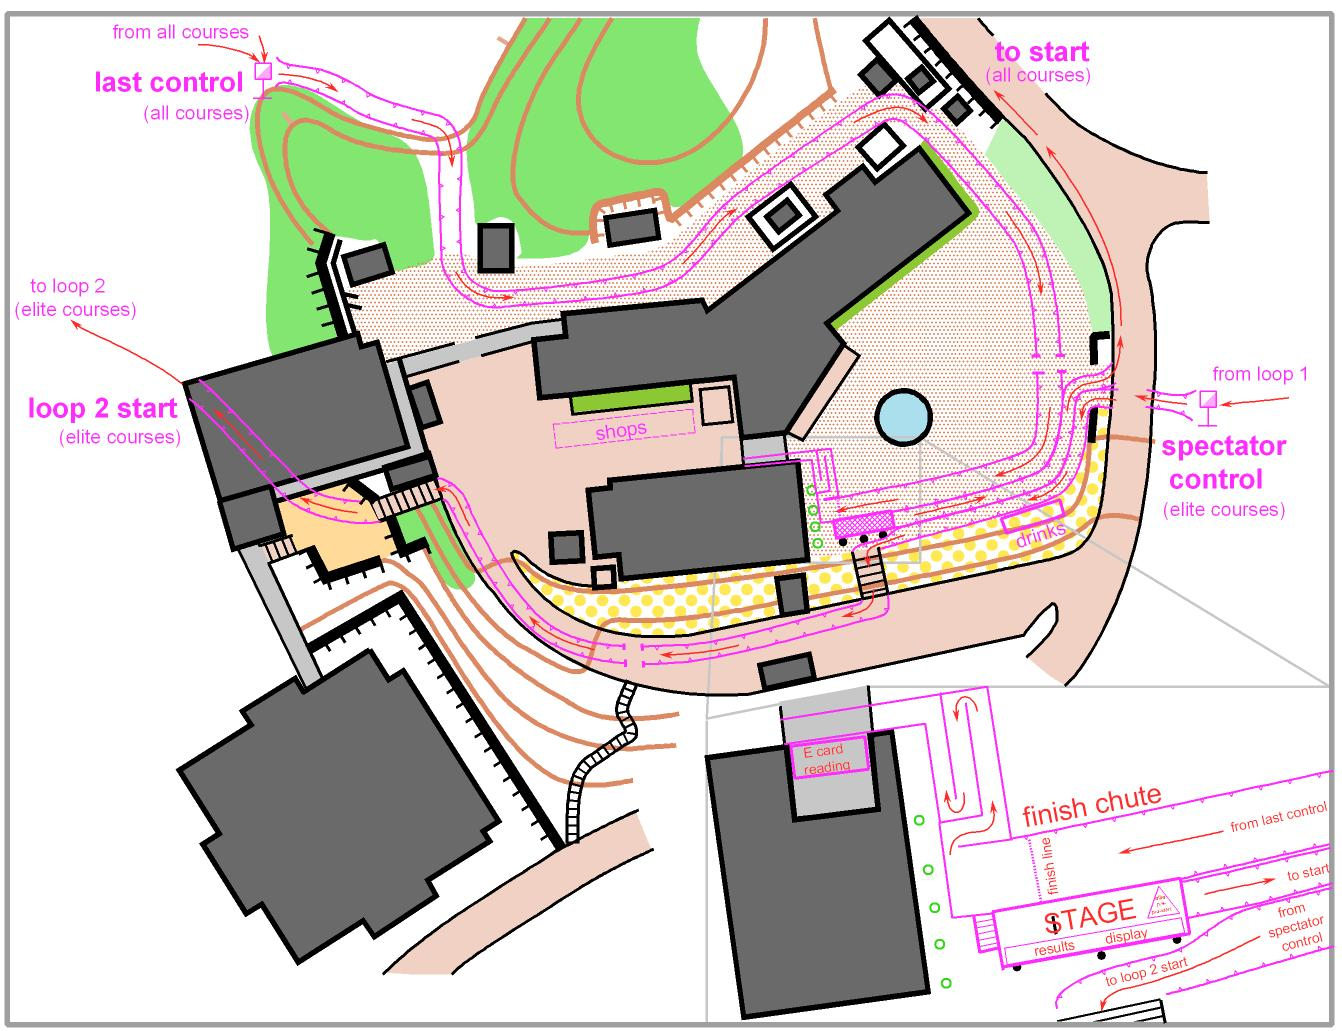 from all courses
last control
(all courses)
to start
(all courses)
to loop 2
(elite courses)
loop 2 start
(elite courses)
from loop 1
spectator
control
(elite courses)
shops
drinks
E card
reading
finish chute
from last control
finish line
to start
STAGE
results display
from
spectator
control
to loop 2 start